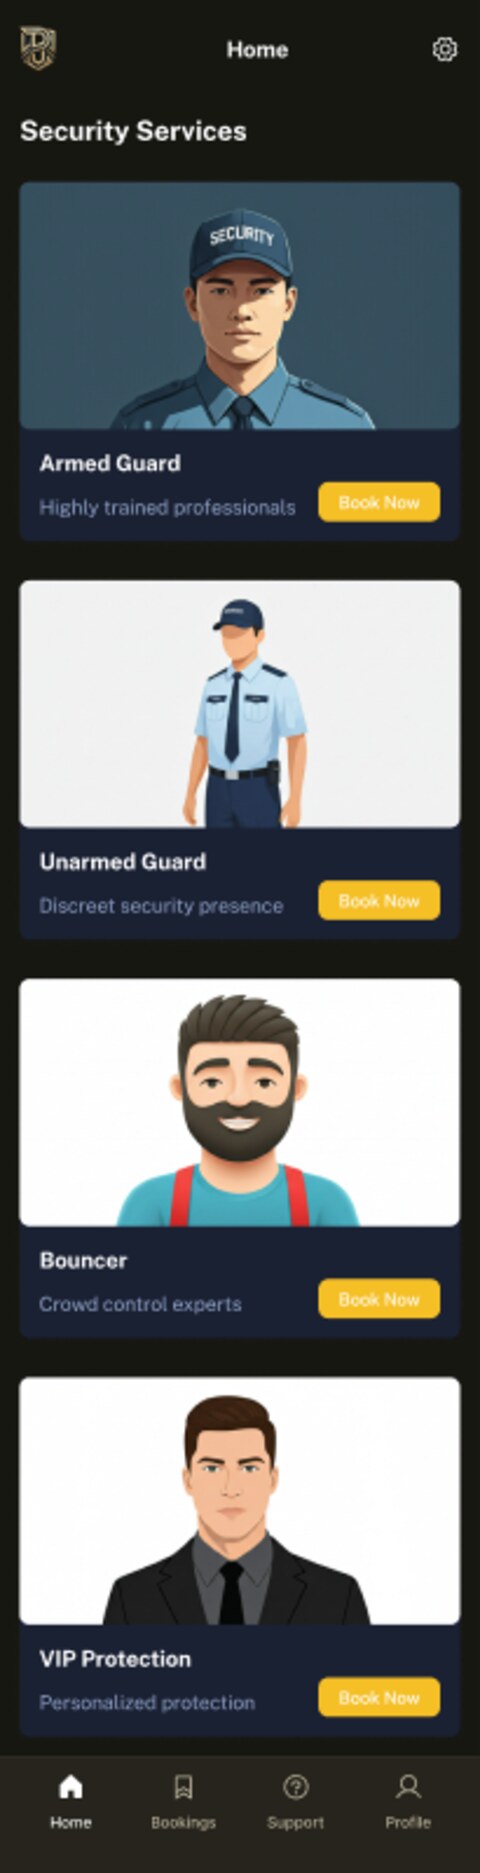 Home
Security Services
SECURITY
Armed Guard
Highly trained professionals
Book Now
Unarmed Guard
Discreet security presence
Book Now
Bouncer
Crowd control experts
Book Now
VIP Protection
Personalized protection
Book Now
Home
Bookings
Support
Profile